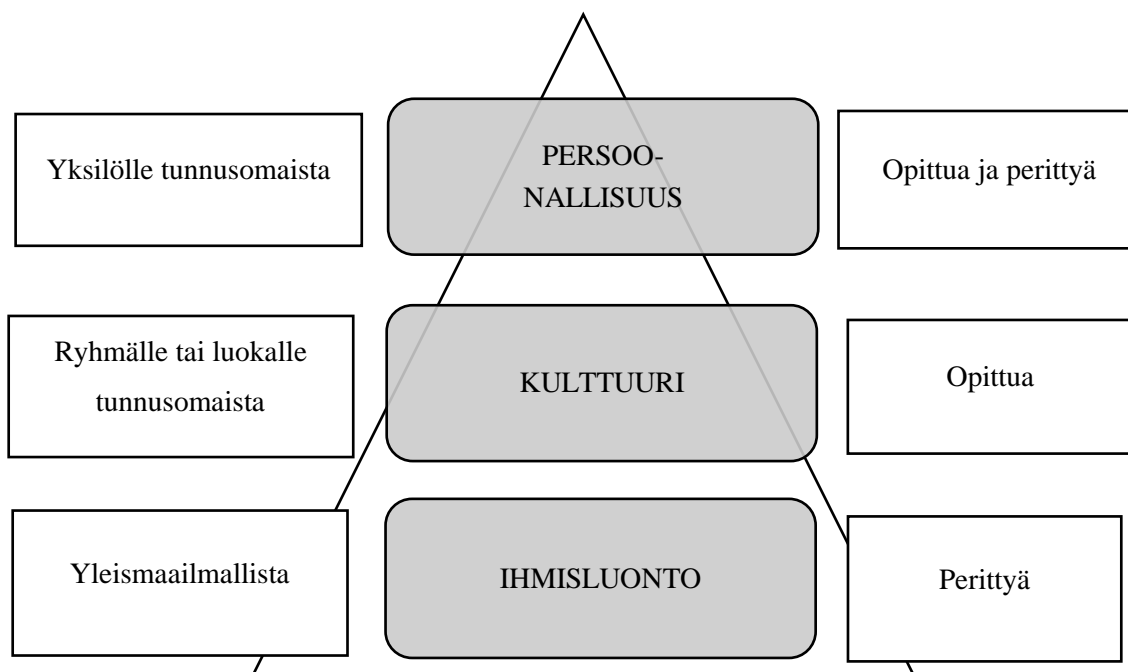 Yksilölle tunnusomaista
PERSOO-
NALLISUUS
Opittua ja perittyä
Ryhmälle tai luokalle
tunnusomaista
KULTTUURI
Opittua
Yleismaailmallista
IHMISLUONTO
Perittyä